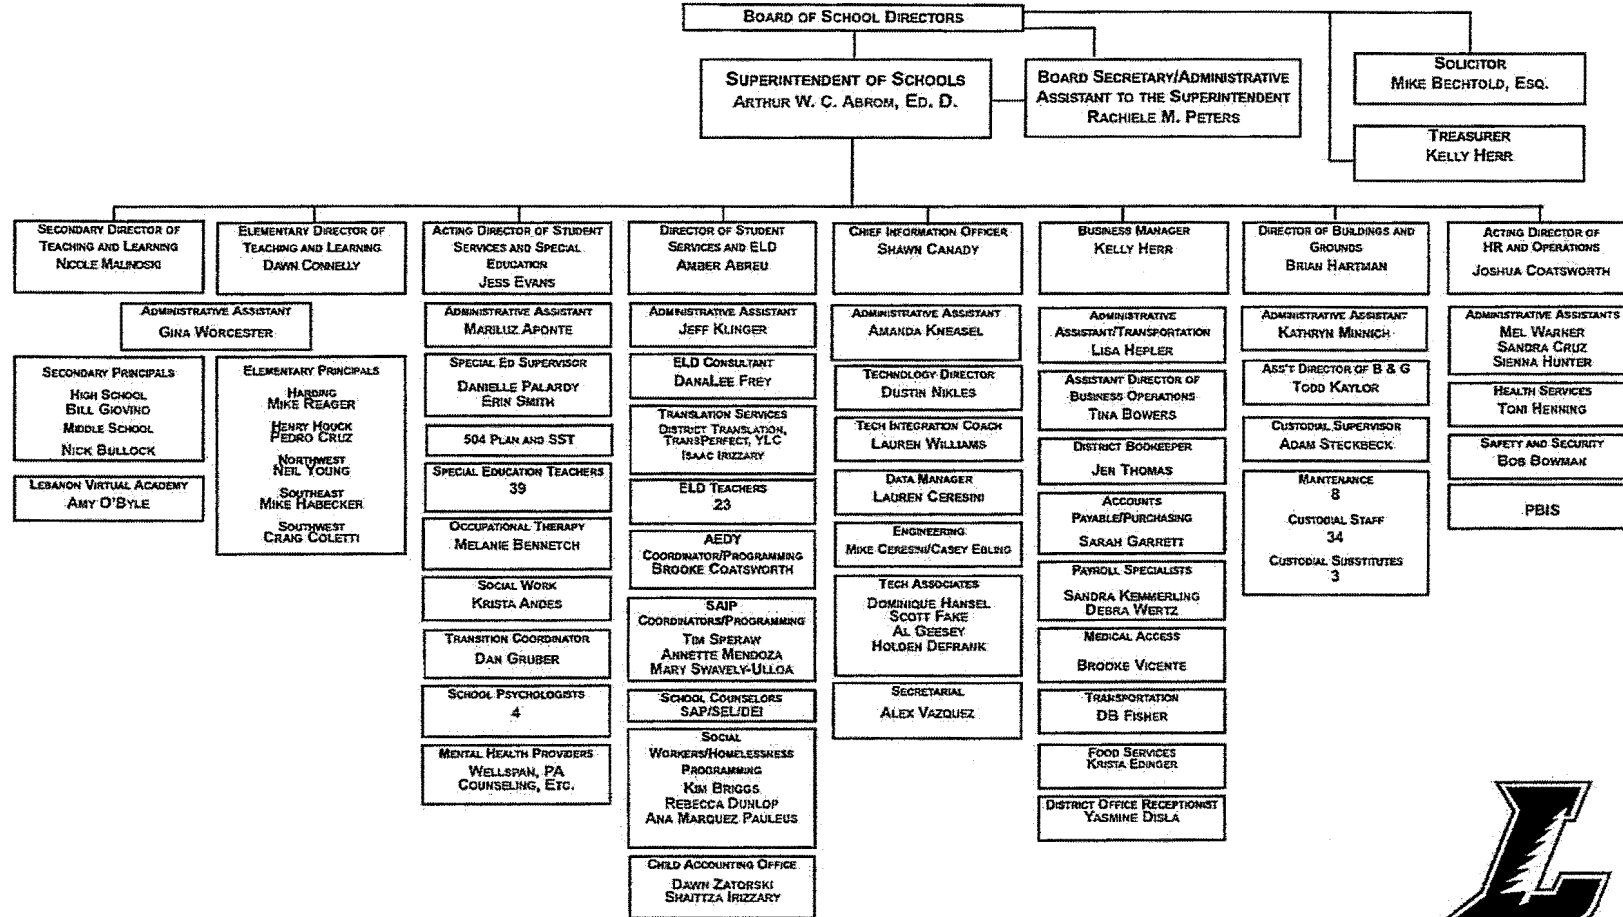 BOARD OF SCHOOL DIRECTORS
SUPERINTENDENT OF SCHOOLS
ARTHUR W. C. ABROM, ED. D.
BOARD SECRETARY/ADMINISTRATIVE
ASSISTANT TO THE SUPERINTENDENT
RACHIELE M. PETERS
SOLICITOR
MIKE BECHTOLD, ESQ.
TREASURER
KELLY HERR
SECONDARY DIRECTOR OF
TEACHING AND LEARNING
NICOLE MALINOSKI
ELEMENTARY DIRECTOR OF
TEACHING AND LEARNING
DAWN CONNELLY
ADMINISTRATIVE ASSISTANT
GINA WORCESTER
SECONDARY PRINCIPALS
HIGH SCHOOL
BILL GIOVINO
MIDDLE SCHOOL
NICK BULLOCK
LEBANON VIRTUAL ACADEMY
AMY O'BYLE
ELEMENTARY PRINCIPALS
HARDING
MIKE REAGER
HENRY HOUCK
PEDRO CRUZ
NORTHWEST
NEIL YOUNG
SOUTHEAST
MIKE HABECKER
SOUTHWEST
CRAIG COLETTI
ACTING DIRECTOR OF STUDENT
SERVICES AND SPECIAL
EDUCATION
JESS EVANS
ADMINISTRATIVE ASSISTANT
MARILUZ APONTE
SPECIAL ED SUPERVISOR
DANIELLE PALARDY
ERIN SMITH
504 PLAN AND SST
SPECIAL EDUCATION TEACHERS
39
OCCUPATIONAL THERAPY
MELANIE BENNETCH
SOCIAL WORK
KRISTA ANDES
TRANSITION COORDINATOR
DAN GRUBER
SCHOOL PSYCHOLOGISTS
4
MENTAL HEALTH PROVIDERS
WELLSPAN, PA
COUNSELING, ETC.
DIRECTOR OF STUDENT
SERVICES AND ELD
AMBER ABREU
ADMINISTRATIVE ASSISTANT
JEFF KLINGER
ELD CONSULTANT
DANALEE FREY
TRANSLATION SERVICES
DISTRICT TRANSLATION,
TRANSPERFECT, YLC
ISAAC IRIZZARY
ELD TEACHERS
23
AEDY
COORDINATOR/PROGRAMMING
BROOKE COATSWORTH
SAIP
COORDINATORS/PROGRAMMING
TIM SPERAW
ANNETTE MENDOZA
MARY SWAVELY-ULLOA
SCHOOL COUNSELORS
SAP/SEL/DEI
SOCIAL
WORKERS/HOMELESSNESS
PROGRAMMING
KIM BRIGGS
REBECCA DUNLOP
ANA MARQUEZ PAULEUS
CHILD ACCOUNTING OFFICE
DAWN ZATORSKI
SHAITTZA IRIZZARY
CHIEF INFORMATION OFFICER
SHAWN CANADY
ADMINISTRATIVE ASSISTANT
AMANDA KNEASEL
TECHNOLOGY DIRECTOR
DUSTIN NIKLES
TECH INTEGRATION COACH
LAUREN WILLIAMS
DATA MANAGER
LAUREN CERESINI
ENGINEERING
MIKE CERESINI/CASEY EBLING
TECH ASSOCIATES
DOMINIQUE HANSEL
SCOTT FAKE
AL GEESEY
HOLDEN DEFRANK
SECRETARIAL
ALEX VAZQUEZ
BUSINESS MANAGER
KELLY HERR
ADMINISTRATIVE
ASSISTANT/TRANSPORTATION
LISA HEPLER
ASSISTANT DIRECTOR OF
BUSINESS OPERATIONS
TINA BOWERS
DISTRICT BOOKEEPER
JEN THOMAS
ACCOUNTS
PAYABLE/PURCHASING
SARAH GARRETT
PAYROLL SPECIALISTS
SANDRA KEMMERLING
DEBRA WERTZ
MEDICAL ACCESS
BROOKE VICENTE
TRANSPORTATION
DB FISHER
FOOD SERVICES
KRISTA EDINGER
DISTRICT OFFICE RECEPTIONIST
YASMINE DISLA
DIRECTOR OF BUILDINGS AND
GROUNDS
BRIAN HARTMAN
ADMINISTRATIVE ASSISTANT
KATHRYN MINNICH
ASS'T DIRECTOR OF B & G
TODD KAYLOR
CUSTODIAL SUPERVISOR
ADAM STECKBECK
MAINTENANCE
8
CUSTODIAL STAFF
34
CUSTODIAL SUBSTITUTES
3
ACTING DIRECTOR OF
HR AND OPERATIONS
JOSHUA COATSWORTH
ADMINISTRATIVE ASSISTANTS
MEL WARNER
SANDRA CRUZ
SIENNA HUNTER
HEALTH SERVICES
TONI HENNING
SAFETY AND SECURITY
BOB BOWMAN
PBIS
L